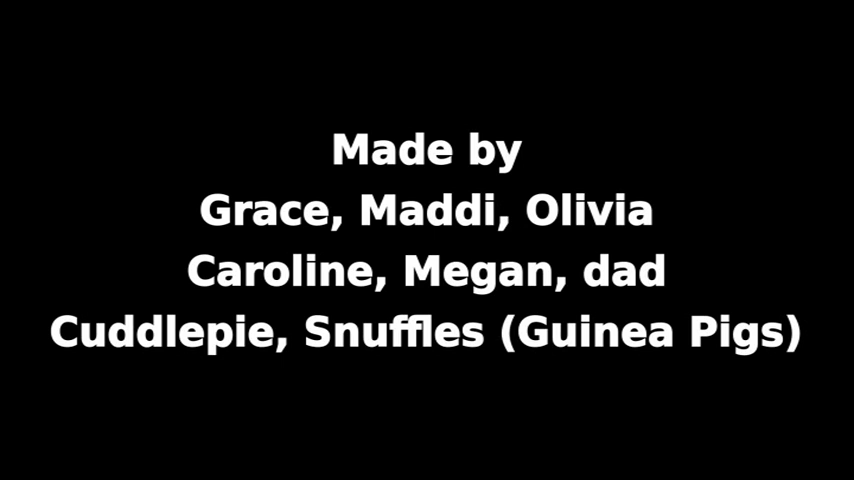 Made by
Grace, Maddi, Olivia
Caroline, Megan, dad
Cuddlepie, Snuffles (Guinea Pigs)